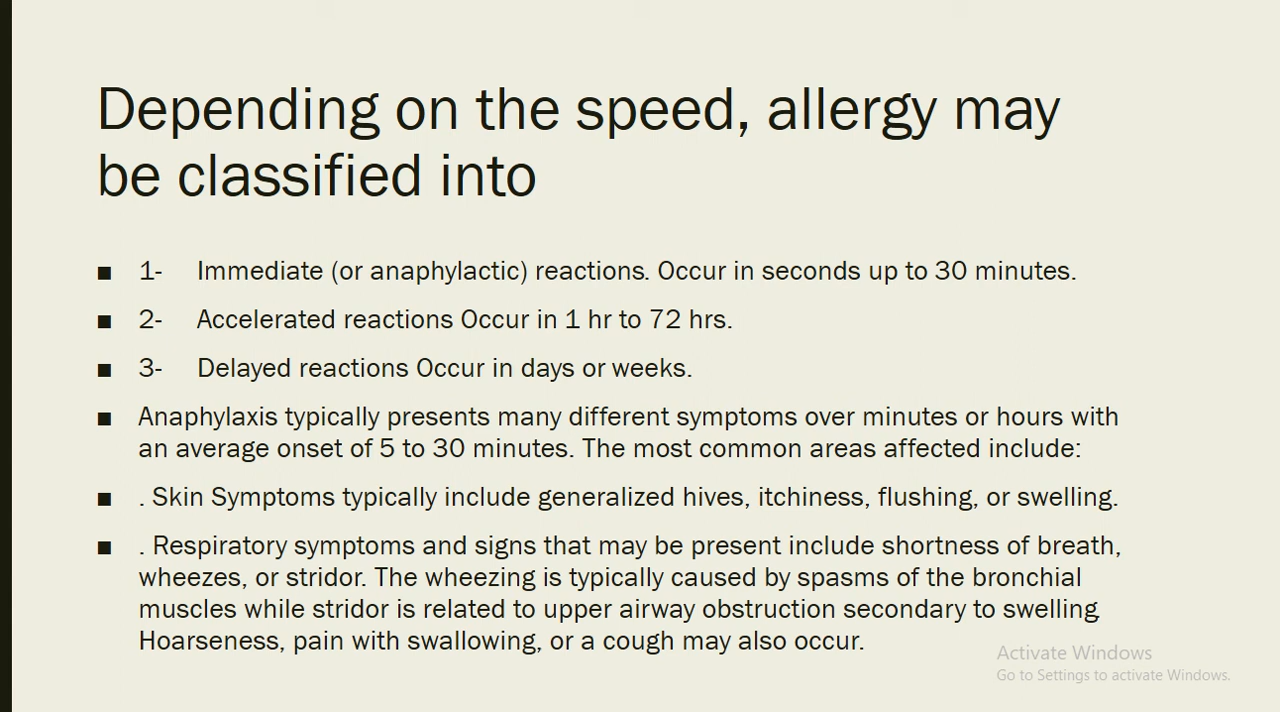 Depending on the speed, allergy may
be classified into
■ 1- Immediate (or anaphylactic) reactions. Occur in seconds up to 30 minutes.
■ 2- Accelerated reactions Occur in 1 hr to 72 hrs.
■ 3- Delayed reactions Occur in days or weeks.
■ Anaphylaxis typically presents many different symptoms over minutes or hours with
an average onset of 5 to 30 minutes. The most common areas affected include:
■ . Skin Symptoms typically include generalized hives, itchiness, flushing, or swelling.
■ . Respiratory symptoms and signs that may be present include shortness of breath,
wheezes, or stridor. The wheezing is typically caused by spasms of the bronchial
muscles while stridor is related to upper airway obstruction secondary to swelling.
Hoarseness, pain with swallowing, or a cough may also occur.
Activate Windows
Go to Settings to activate Windows.